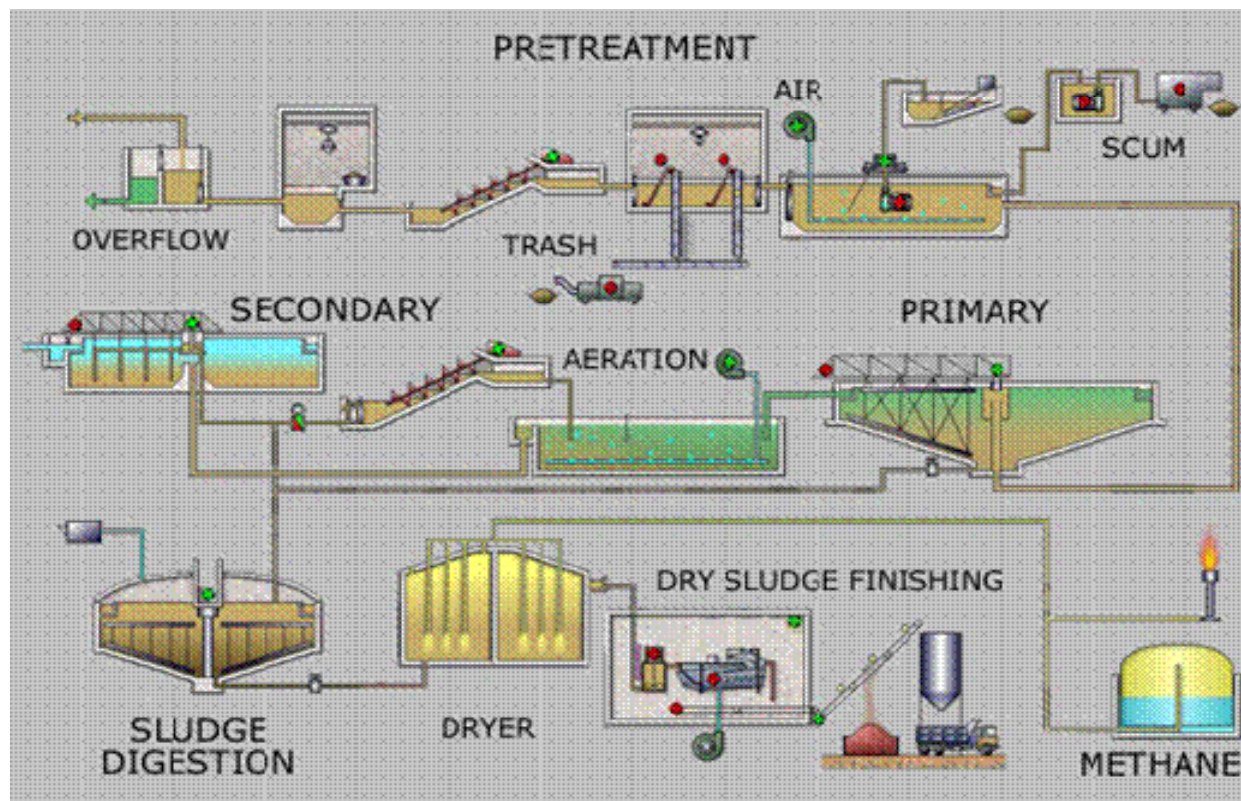 PRETREATMENT
AIR
SCUM
OVERFLOW
TRASH
SECONDARY
PRIMARY
AERATION
DRY SLUDGE FINISHING
SLUDGE
DIGESTION
DRYER
METHANE